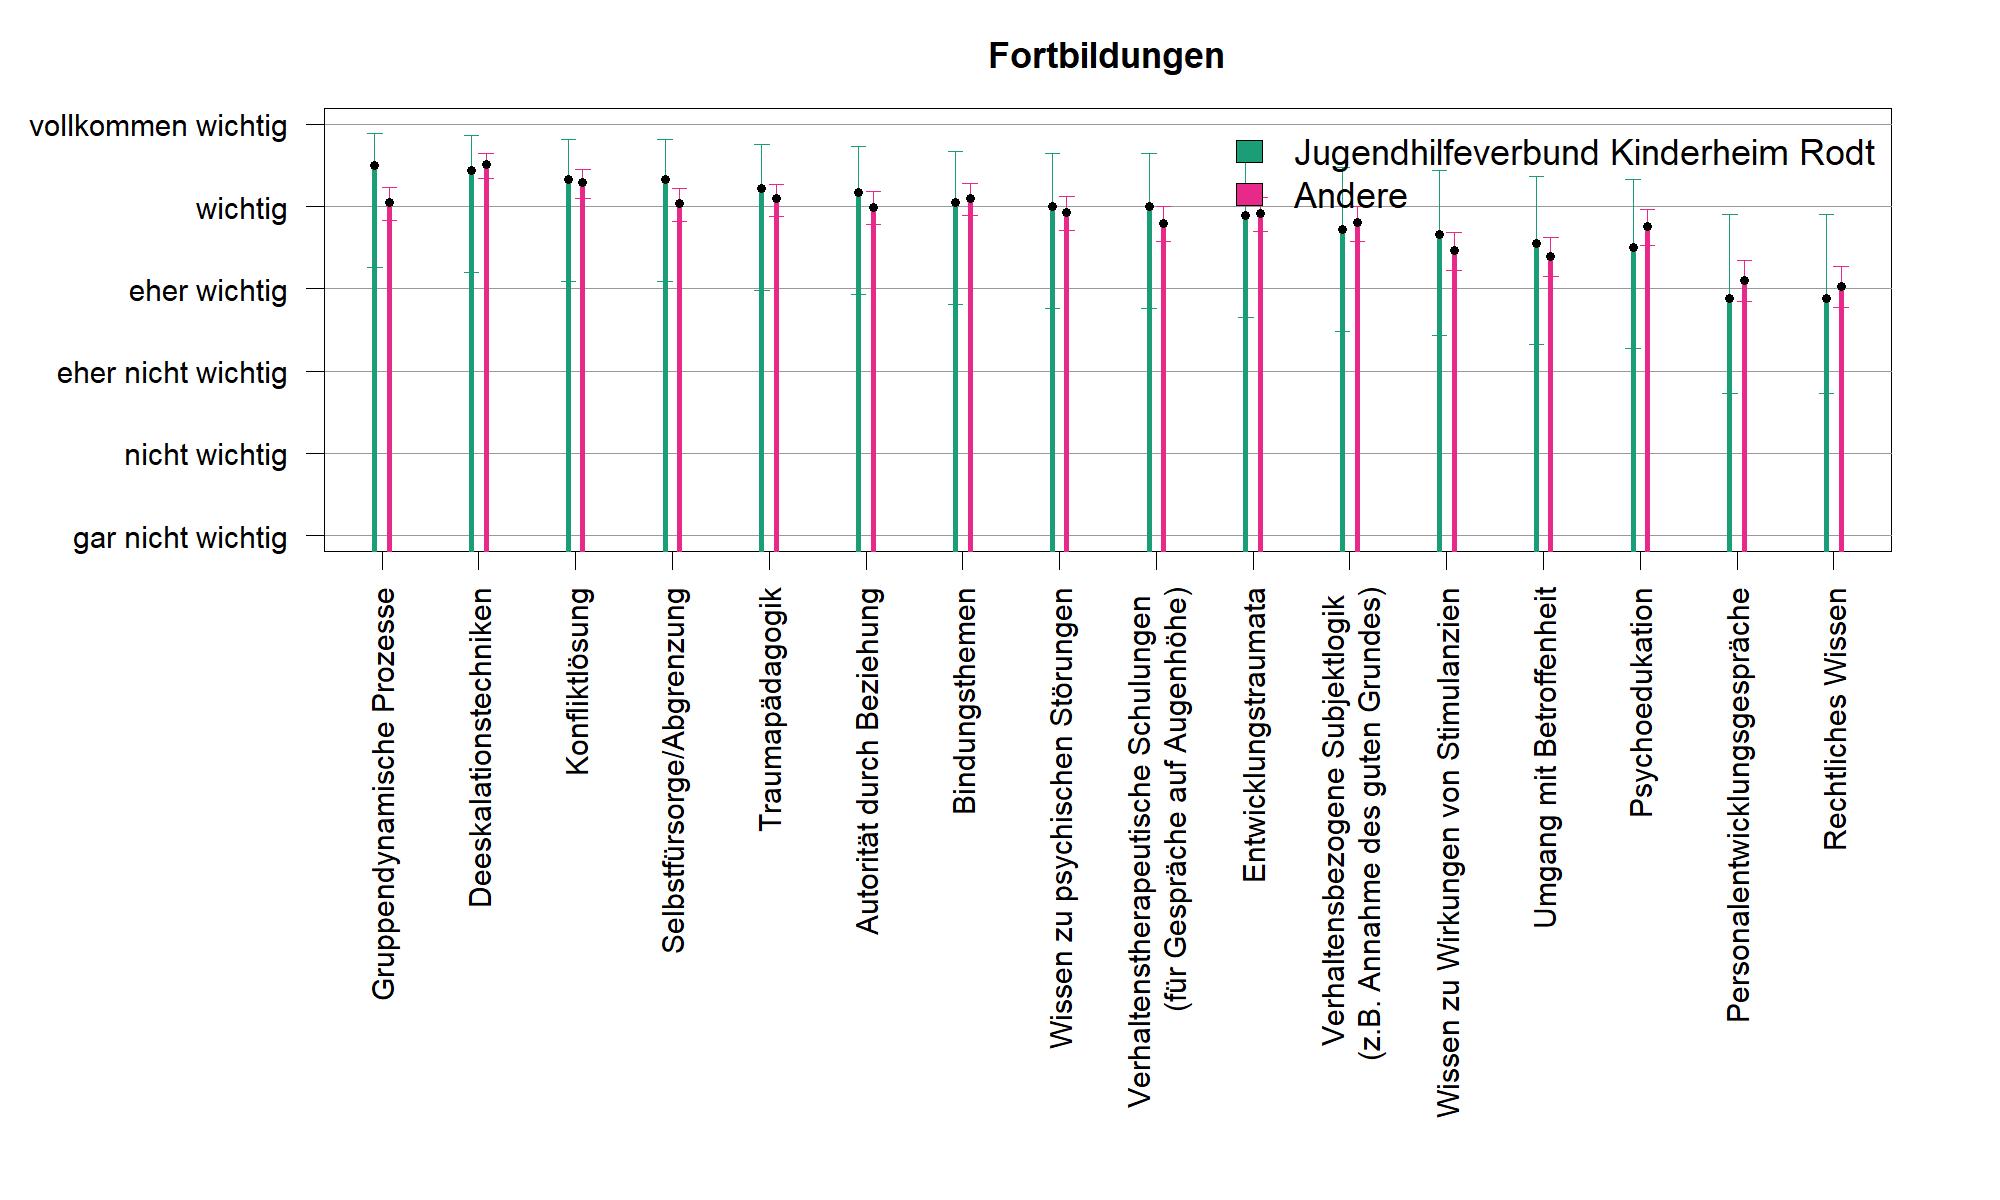 Fortbildungen
vollkommen wichtig
wichtig
eher wichtig
eher nicht wichtig
nicht wichtig
gar nicht wichtig
Jugendhilfeverbund Kinderheim Rodt
Andere
Gruppendynamische Prozesse
Deeskalationstechniken
Konfliktlösung
Selbstfürsorge/Abgrenzung
Traumapädagogik
Autorität durch Beziehung
Bindungsthemen
Wissen zu psychischen Störungen
Verhaltenstherapeutische Schulungen
(für Gespräche auf Augenhöhe)
Entwicklungstraumata
Verhaltensbezogene Subjektlogik
(z.B. Annahme des guten Grundes)
Wissen zu Wirkungen von Stimulanzien
Umgang mit Betroffenheit
Psychoedukation
Personalentwicklungsgespräche
Rechtliches Wissen